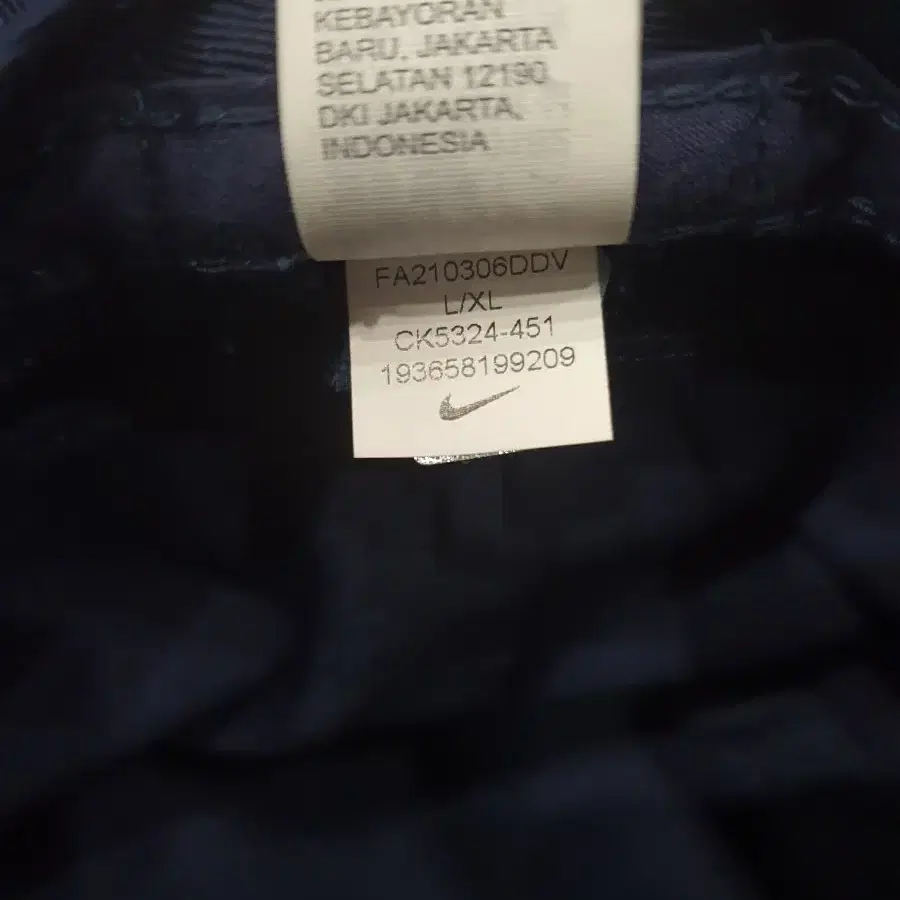 KEBAYORAN
BARU, JAKARTA
SELATAN 12190
DKI JAKARTA,
INDONESIA
FA210306DDV
L/XL
CK5324-451
193658199209